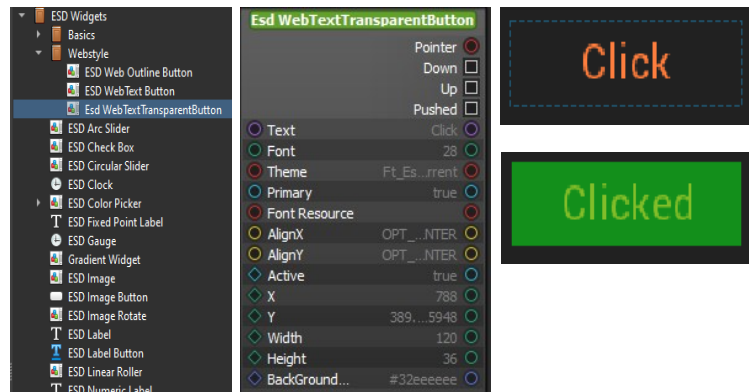 ESD Widgets
Basics
Webstyle
ESD Web Outline Button
ESD WebText Button
Esd WebTextTransparentButton
ESD Arc Slider
ESD Check Box
ESD Circular Slider
ESD Clock
ESD Color Picker
ESD Fixed Point Label
ESD Gauge
Gradient Widget
ESD Image
ESD Image Button
ESD Image Rotate
ESD Label
ESD Label Button
ESD Linear Roller
ESD Numeric Label
Esd WebTextTransparentButton
Pointer
Down
Up
Pushed
Text Click
Font 28
Theme Ft_Es...rrent
Primary true
Font Resource
AlignX OPT_...NTER
AlignY OPT_...NTER
Active true
X 788
Y 389....5948
Width 120
Height 36
BackGround... #32eeeeee
Click
Clicked